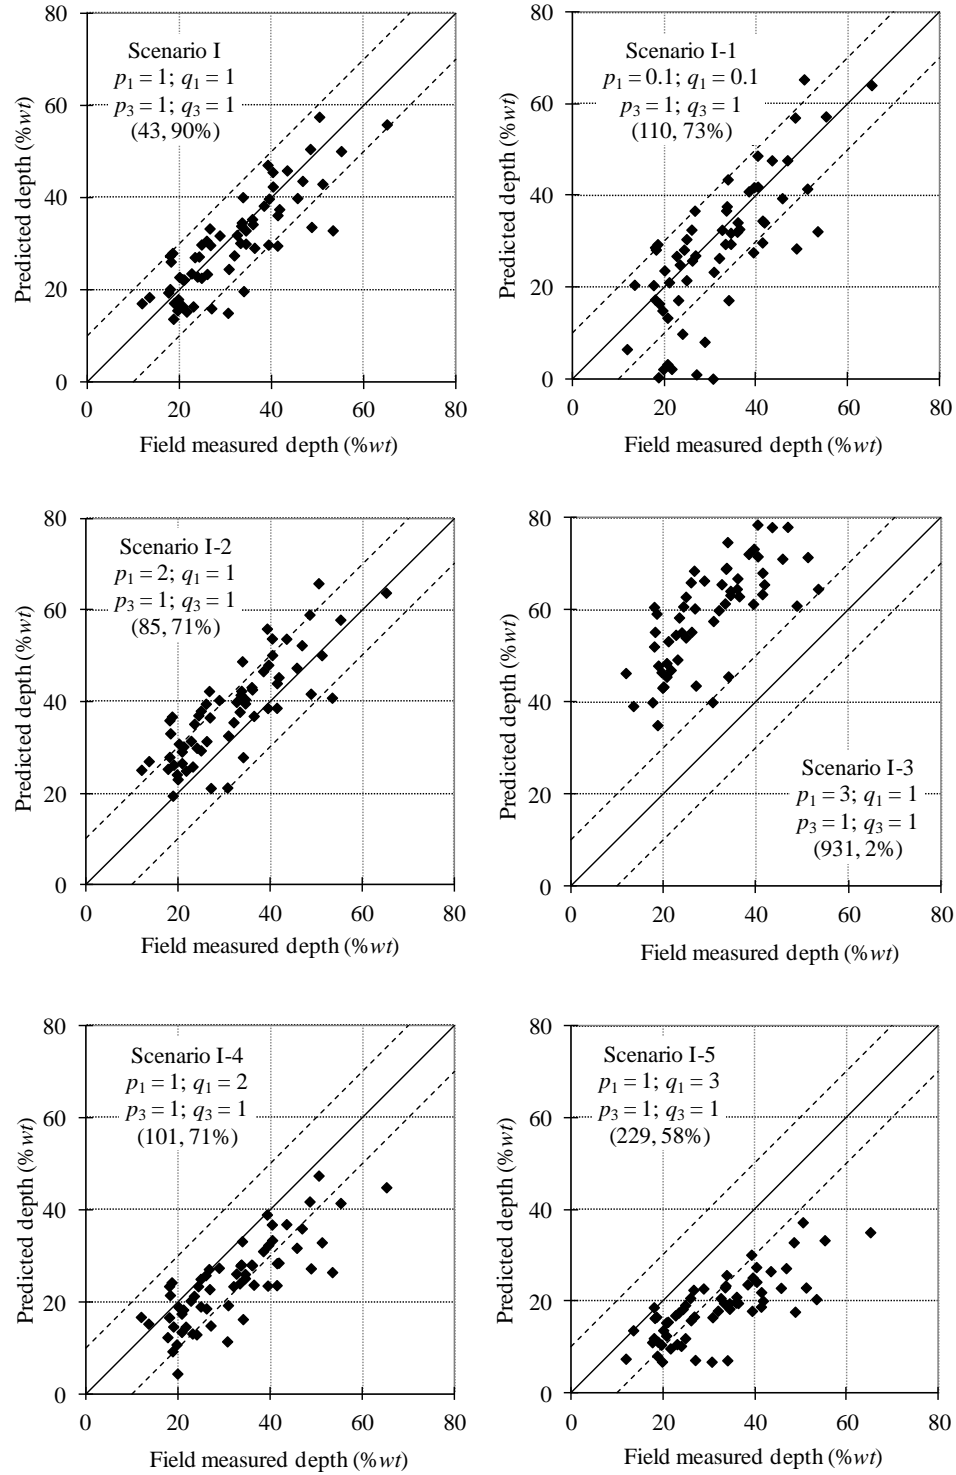 80
60
40
20
0
0 20 40 60 80
Predicted depth (%wt)
Field measured depth (%wt)
Scenario I
p1 = 1; q1 = 1
p3 = 1; q3 = 1
(43, 90%)
80
60
40
20
0
0 20 40 60 80
Predicted depth (%wt)
Field measured depth (%wt)
Scenario I-1
p1 = 0.1; q1 = 0.1
p3 = 1; q3 = 1
(110, 73%)
80
60
40
20
0
0 20 40 60 80
Predicted depth (%wt)
Field measured depth (%wt)
Scenario I-2
p1 = 2; q1 = 1
p3 = 1; q3 = 1
(85, 71%)
80
60
40
20
0
0 20 40 60 80
Predicted depth (%wt)
Field measured depth (%wt)
Scenario I-3
p1 = 3; q1 = 1
p3 = 1; q3 = 1
(931, 2%)
80
60
40
20
0
0 20 40 60 80
Predicted depth (%wt)
Field measured depth (%wt)
Scenario I-4
p1 = 1; q1 = 2
p3 = 1; q3 = 1
(101, 71%)
80
60
40
20
0
0 20 40 60 80
Predicted depth (%wt)
Field measured depth (%wt)
Scenario I-5
p1 = 1; q1 = 3
p3 = 1; q3 = 1
(229, 58%)